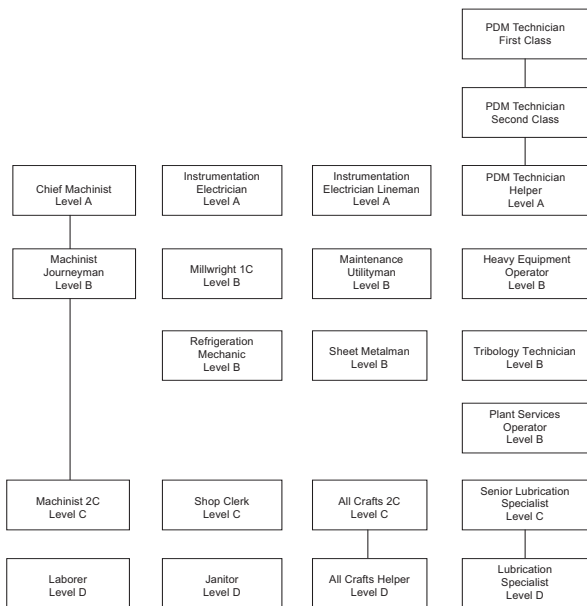 PDM Technician
First Class
PDM Technician
Second Class
Chief Machinist
Level A
Instrumentation
Electrician
Level A
Instrumentation
Electrician Lineman
Level A
PDM Technician
Helper
Level A
Machinist
Journeyman
Level B
Millwright 1C
Level B
Maintenance
Utilityman
Level B
Heavy Equipment
Operator
Level B
Refrigeration
Mechanic
Level B
Sheet Metalman
Level B
Tribology Technician
Level B
Plant Services
Operator
Level B
Machinist 2C
Level C
Shop Clerk
Level C
All Crafts 2C
Level C
Senior Lubrication
Specialist
Level C
Laborer
Level D
Janitor
Level D
All Crafts Helper
Level D
Lubrication
Specialist
Level D